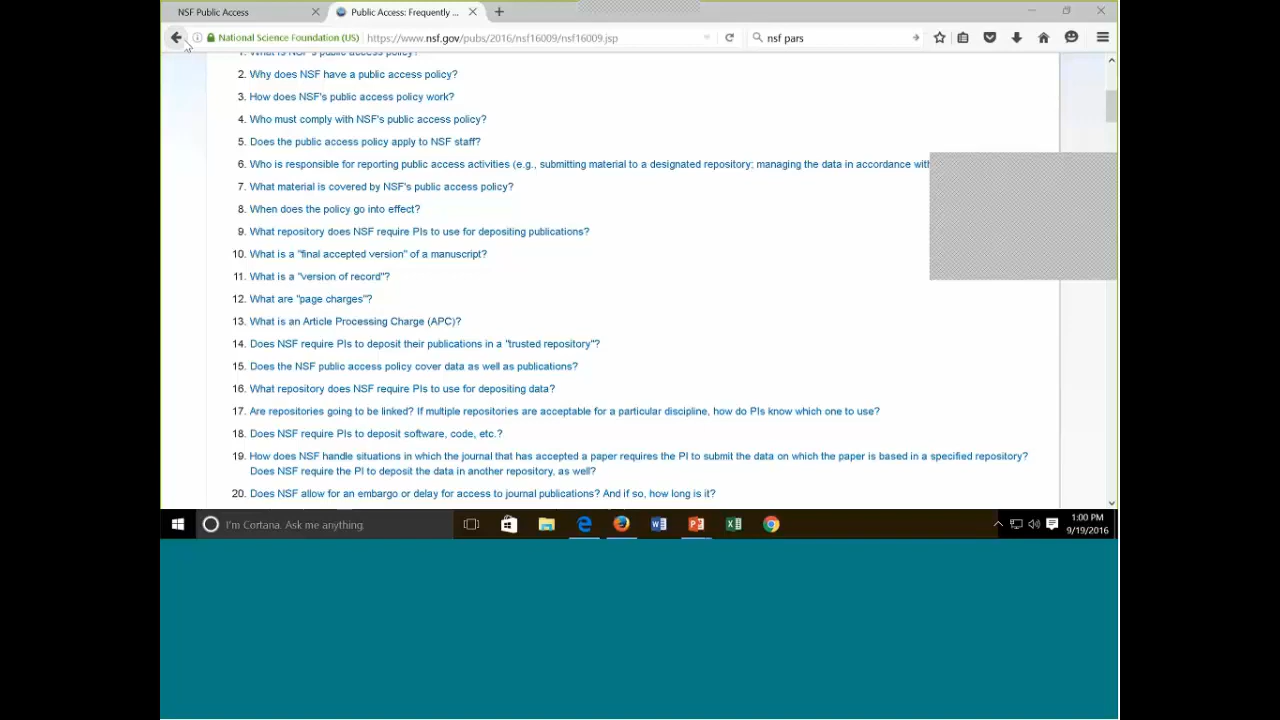 NSF Public Access
Public Access: Frequently ...
National Science Foundation (US)
https://www.nsf.gov/pubs/2016/nsf16009/nsf16009.jsp
nsf pars
1. What is NSF's public access policy?
2. Why does NSF have a public access policy?
3. How does NSF's public access policy work?
4. Who must comply with NSF's public access policy?
5. Does the public access policy apply to NSF staff?
6. Who is responsible for reporting public access activities (e.g., submitting material to a designated repository; managing the data in accordance with
7. What material is covered by NSF's public access policy?
8. When does the policy go into effect?
9. What repository does NSF require PIs to use for depositing publications?
10. What is a "final accepted version" of a manuscript?
11. What is a "version of record"?
12. What are "page charges"?
13. What is an Article Processing Charge (APC)?
14. Does NSF require PIs to deposit their publications in a "trusted repository"?
15. Does the NSF public access policy cover data as well as publications?
16. What repository does NSF require PIs to use for depositing data?
17. Are repositories going to be linked? If multiple repositories are acceptable for a particular discipline, how do PIs know which one to use?
18. Does NSF require PIs to deposit software, code, etc.?
19. How does NSF handle situations in which the journal that has accepted a paper requires the PI to submit the data on which the paper is based in a specified repository?
Does NSF require the PI to deposit the data in another repository, as well?
20. Does NSF allow for an embargo or delay for access to journal publications? And if so, how long is it?
I'm Cortana. Ask me anything.
1:00 PM
9/19/2016